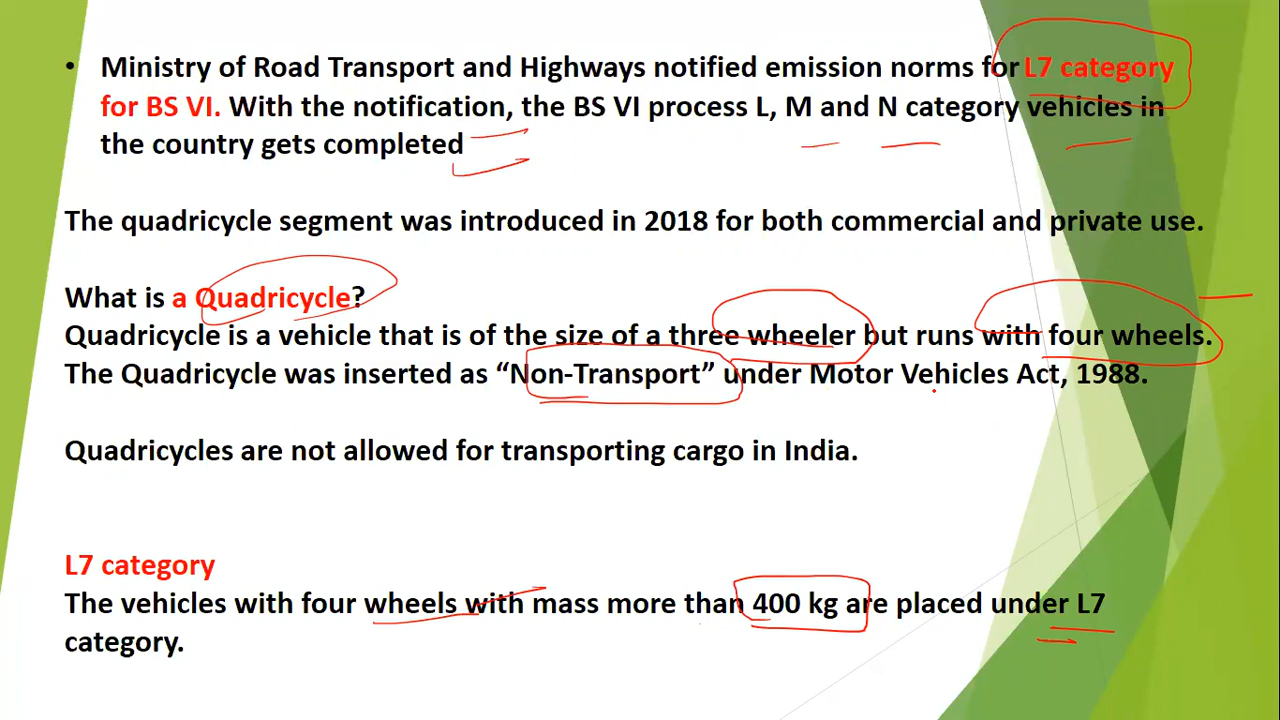 • Ministry of Road Transport and Highways notified emission norms for L7 category
for BS VI. With the notification, the BS VI process L, M and N category vehicles in
the country gets completed
The quadricycle segment was introduced in 2018 for both commercial and private use.
What is a Quadricycle?
Quadricycle is a vehicle that is of the size of a three wheeler but runs with four wheels.
The Quadricycle was inserted as “Non-Transport” under Motor Vehicles Act, 1988.
Quadricycles are not allowed for transporting cargo in India.
L7 category
The vehicles with four wheels with mass more than 400 kg are placed under L7
category.